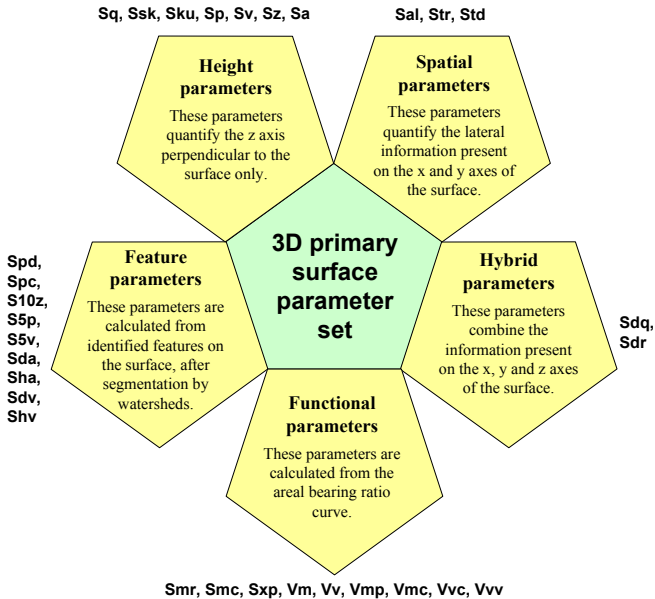 Sq, Ssk, Sku, Sp, Sv, Sz, Sa
Height
parameters
These parameters
quantify the z axis
perpendicular to the
surface only.
Sal, Str, Std
Spatial
parameters
These parameters
quantify the lateral
information present
on the x and y axes of
the surface.
3D primary
surface
parameter
set
Spd,
Spc,
S10z,
S5p,
S5v,
Sda,
Sha,
Sdv,
Shv
Feature
parameters
These parameters are
calculated from
identified features on
the surface, after
segmentation by
watersheds.
Hybrid
parameters
These parameters
combine the
information present
on the x, y and z axes
of the surface.
Sdq,
Sdr
Functional
parameters
These parameters are
calculated from the
areal bearing ratio
curve.
Smr, Smc, Sxp, Vm, Vv, Vmp, Vmc, Vvc, Vvv